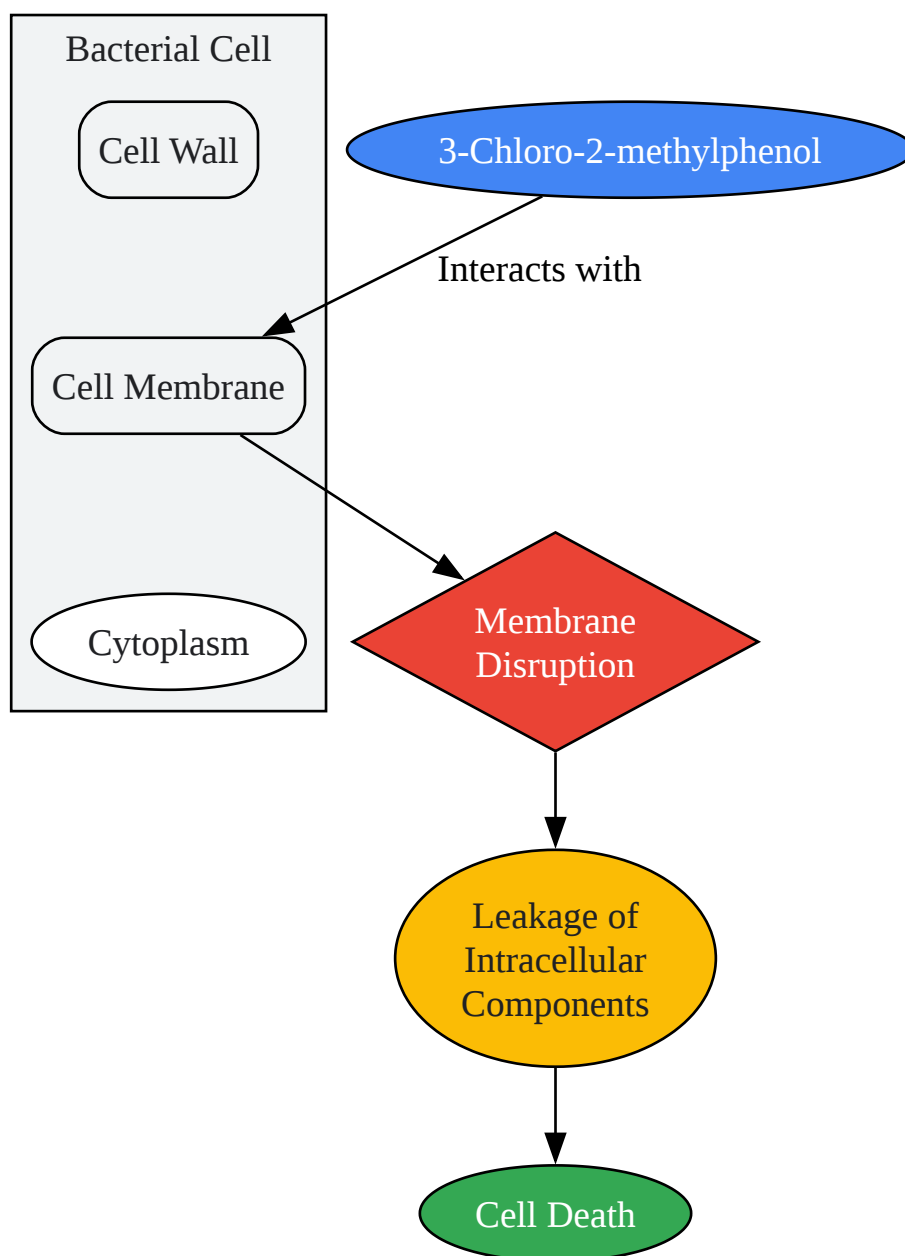 Bacterial Cell
Cell Wall
3-Chloro-2-methylphenol
Interacts with
Cell Membrane
Membrane
Disruption
Cytoplasm
Leakage of
Intracellular
Components
Cell Death